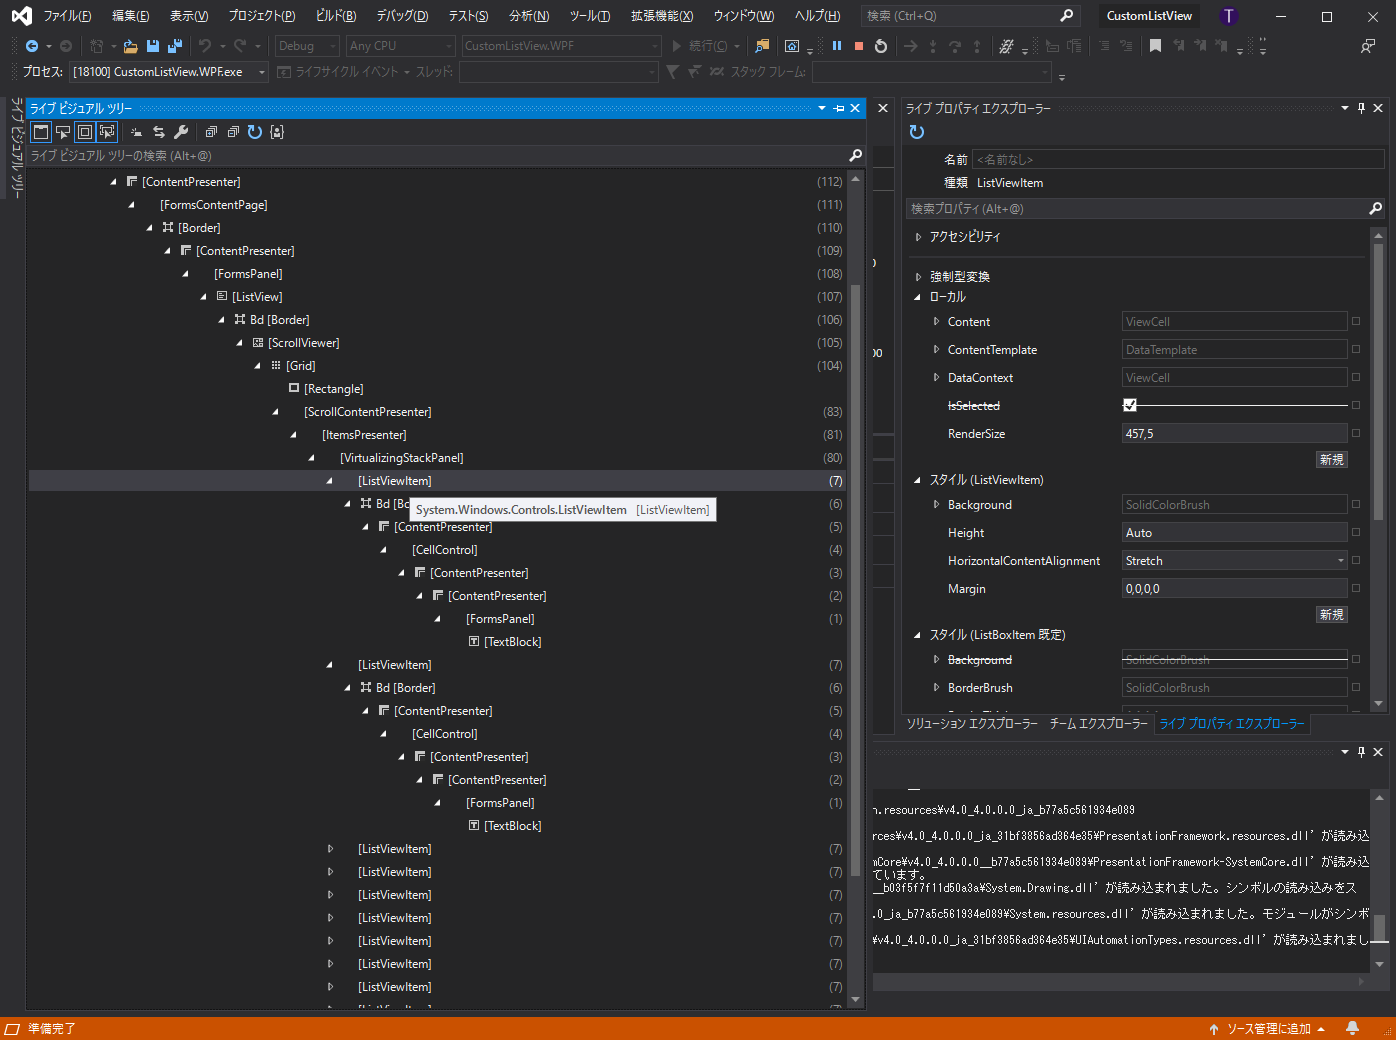 ファイル(F) 編集(E) 表示(V) プロジェクト(P) ビルド(B) デバッグ(D) テスト(S) 分析(N) ツール(T) 拡張機能(X) ウィンドウ(W) ヘルプ(H) 検索 (Ctrl+Q) CustomListView T
Debug Any CPU CustomListView.WPF 続行(C)
プロセス: [18100] CustomListView.WPF.exe ライフサイクル イベント スレッド: スタック フレーム:
ライブ ビジュアル ツリー
ライブ ビジュアル ツリー
ライブ ビジュアル ツリーの検索 (Alt+@)
[ContentPresenter] (112)
[FormsContentPage] (111)
[Border] (110)
[ContentPresenter] (109)
[FormsPanel] (108)
[ListView] (107)
Bd [Border] (106)
[ScrollViewer] (105)
[Grid] (104)
[Rectangle]
[ScrollContentPresenter] (83)
[ItemsPresenter] (81)
[VirtualizingStackPanel] (80)
[ListViewItem] (7)
Bd [Bo (6)
System.Windows.Controls.ListViewItem [ListViewItem]
[ContentPresenter] (5)
[CellControl] (4)
[ContentPresenter] (3)
[ContentPresenter] (2)
[FormsPanel] (1)
[TextBlock]
[ListViewItem] (7)
Bd [Border] (6)
[ContentPresenter] (5)
[CellControl] (4)
[ContentPresenter] (3)
[ContentPresenter] (2)
[FormsPanel] (1)
[TextBlock]
[ListViewItem] (7)
[ListViewItem] (7)
[ListViewItem] (7)
[ListViewItem] (7)
[ListViewItem] (7)
[ListViewItem] (7)
[ListViewItem] (7)
00
ライブ プロパティ エクスプローラー
名前 <名前なし>
種類 ListViewItem
検索プロパティ (Alt+@)
アクセシビリティ
強制型変換
ローカル
Content ViewCell
ContentTemplate DataTemplate
DataContext ViewCell
IsSelected
RenderSize 457,5
新規
スタイル (ListViewItem)
Background SolidColorBrush
Height Auto
HorizontalContentAlignment Stretch
Margin 0,0,0,0
新規
スタイル (ListBoxItem 既定)
Background SolidColorBrush
BorderBrush SolidColorBrush
ソリューション エクスプローラー チーム エクスプローラー ライブ プロパティ エクスプローラー
n.resources¥v4.0_4.0.0.0_ja_b77a5c561934e089
rces¥v4.0_4.0.0.0_ja_31bf3856ad364e35¥PresentationFramework.resources.dll' が読み込
mCore¥v4.0_4.0.0.0__b77a5c561934e089¥PresentationFramework-SystemCore.dll' が読み込
ています。
__b03f5f7f11d50a3a¥System.Drawing.dll' が読み込まれました。シンボルの読み込みをス
.0_ja_b77a5c561934e089¥System.resources.dll' が読み込まれました。モジュールがシンボ
¥v4.0_4.0.0.0_ja_31bf3856ad364e35¥UIAutomationTypes.resources.dll' が読み込まれまし
準備完了 ソース管理に追加